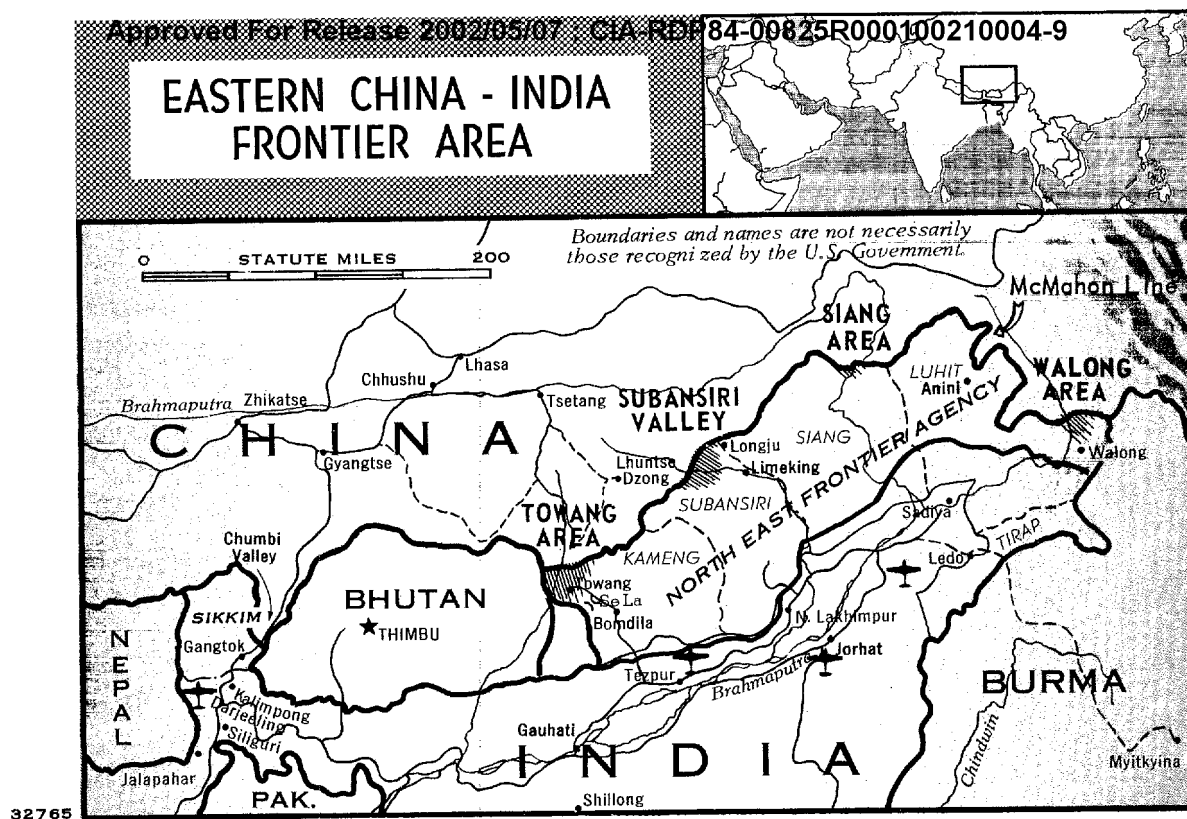 Approved For Release 2002/05/07 : CIA-RDP84-00825R000100210004-9
EASTERN CHINA - INDIA
FRONTIER AREA
Boundaries and names are not necessarily
those recognized by the U.S. Government.
0 STATUTE MILES 200
McMahon Line
SIANG
AREA
WALONG
AREA
LUHIT
Anini
Lhasa
Chhushu
Brahmaputra
Zhikatse
Tsetang
SUBANSIRI
VALLEY
CHINA
Gyangtse
Longju
SIANG
Limeking
Walong
Lhuntse
Dzong
SUBANSIRI
NORTH EAST FRONTIER AGENCY
Sadiya
TOWANG
AREA
KAMENG
TIRAP
Ledo
Chumbi
Valley
Towang
Se La
Bomdila
BHUTAN
THIMBU
SIKKIM
Gangtok
NEPAL
N. Lakhimpur
Jorhat
Tezpur
Brahmaputra
BURMA
Kalimpong
Darjeeling
Siliguri
Gauhati
INDIA
Chindwin
Myitkyina
Jalapahar
PAK.
Shillong
32765